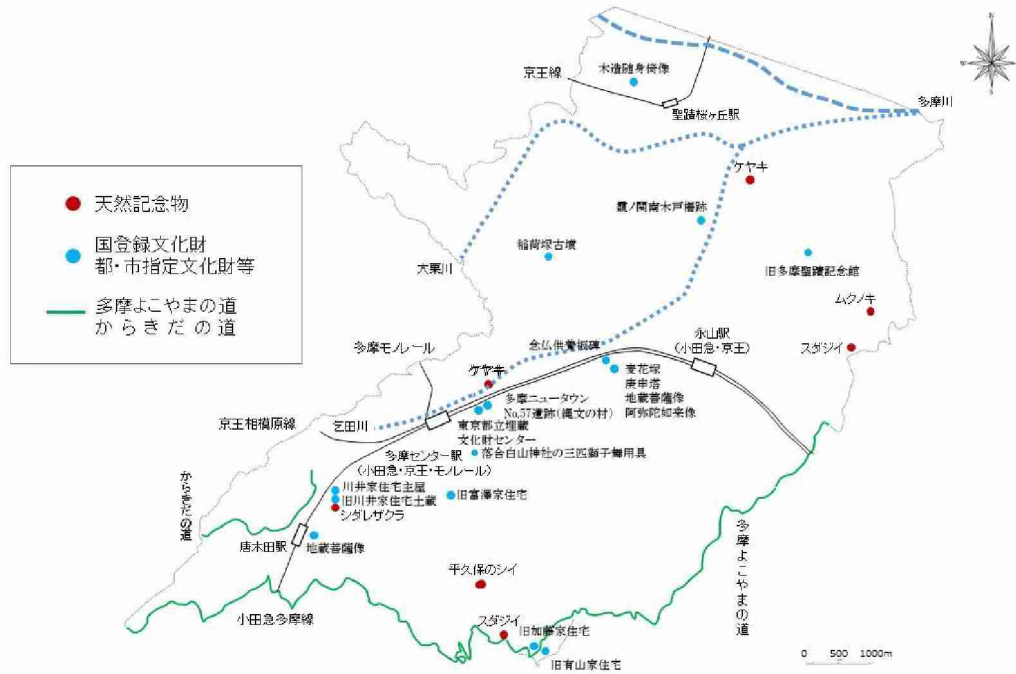 N
木造随身倚像
京王線
多摩川
聖蹟桜ヶ丘駅
ケヤキ
天然記念物
国登録文化財
都・市指定文化財等
多摩よこやまの道
からきだの道
霞ノ関南木戸柵跡
稲荷塚古墳
大栗川
旧多摩聖蹟記念館
ムクノキ
スダジイ
永山駅
(小田急・京王)
念仏供養板碑
多摩モノレール
ケヤキ
麦花塚
庚申塔
地蔵菩薩像
阿弥陀如来像
多摩ニュータウン
No.57遺跡(縄文の村)
京王相模原線
乞田川
東京都立埋蔵
文化財センター
多摩センター駅
(小田急・京王・モノレール)
落合白山神社の三匹獅子舞用具
からきだの道
川井家住宅主屋
旧川井家住宅土蔵
シダレザクラ
旧富澤家住宅
唐木田駅
地蔵菩薩像
多摩よこやまの道
平久保のシイ
小田急多摩線
スダジイ
旧加藤家住宅
旧有山家住宅
0 500 1000m